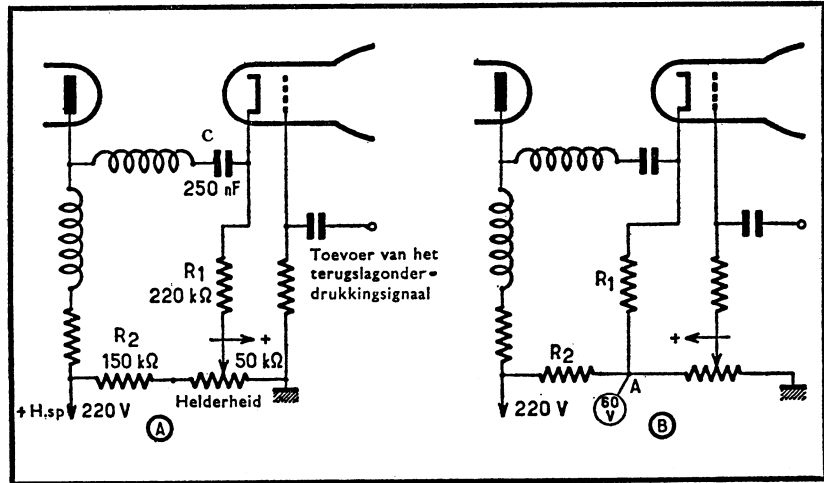 C
250 nF
R1
220 kΩ
Toevoer van het
terugslagonder-
drukkingsignaal
R2
150 kΩ
+
50 kΩ
Helderheid
+ H.sp
220 V
A
R1
+
R2
A
60
V
220 V
B